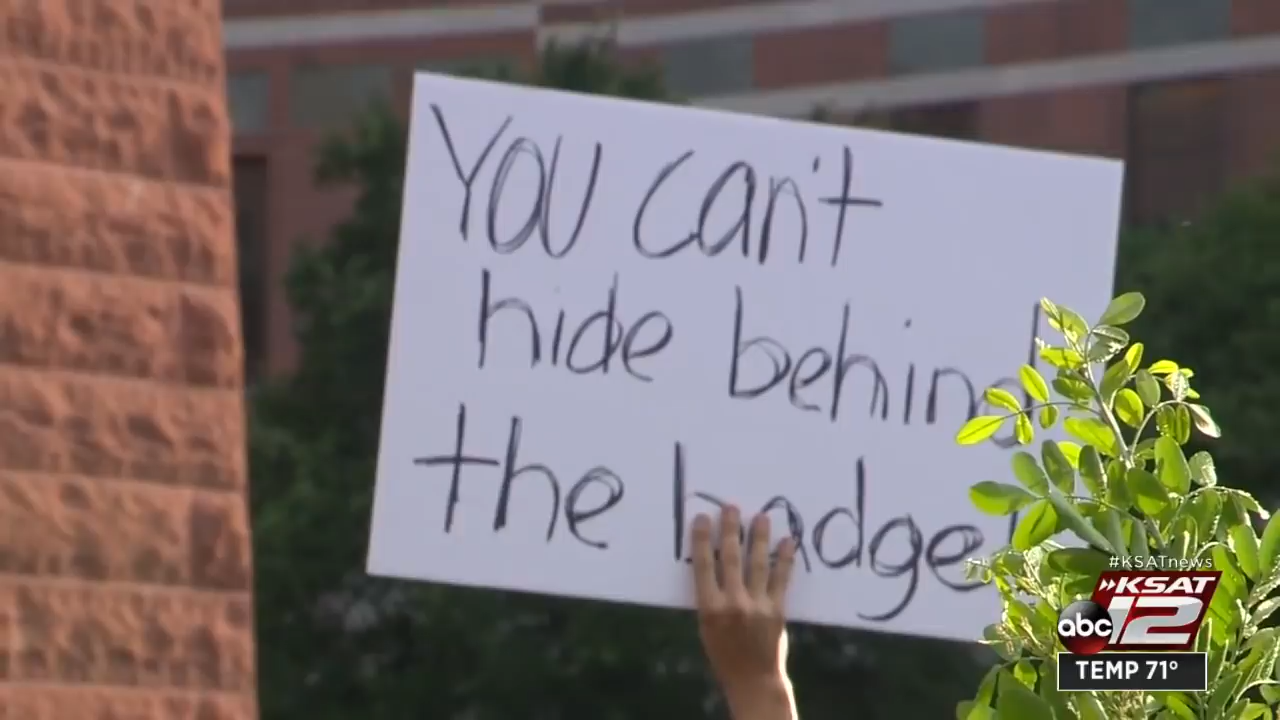 YOU can't
hide behind
the badge!
#KSATnews
KSAT
abc 12
TEMP 71°